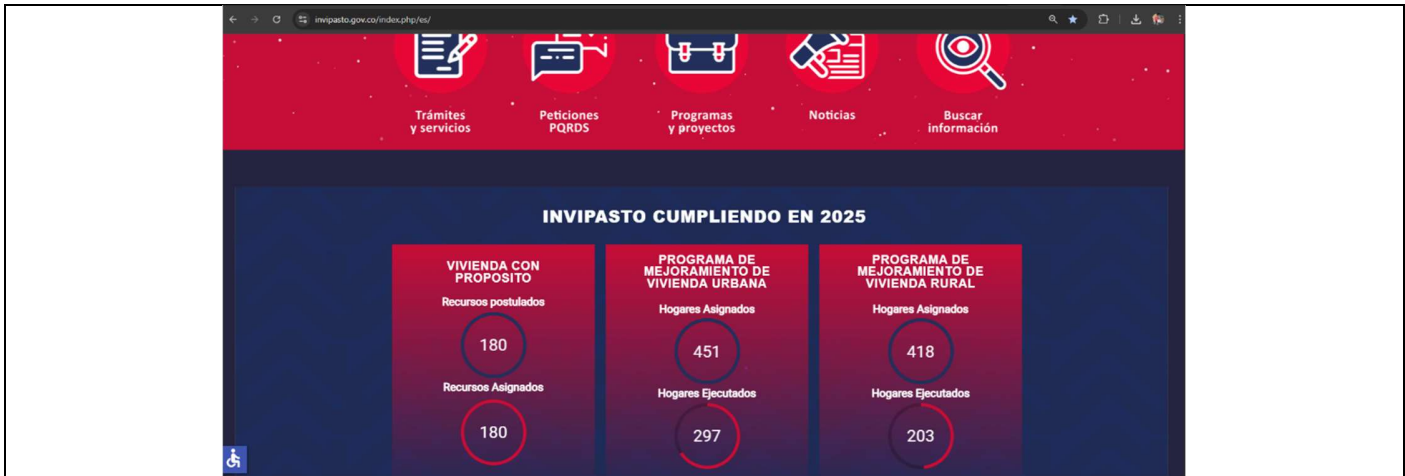 invipasto.gov.co/index.php/es/
Trámites
y servicios
Peticiones
PQRDS
Programas
y proyectos
Noticias
Buscar
información
INVIPASTO CUMPLIENDO EN 2025
VIVIENDA CON
PROPOSITO
Recursos postulados
180
Recursos Asignados
180
PROGRAMA DE
MEJORAMIENTO DE
VIVIENDA URBANA
Hogares Asignados
451
Hogares Ejecutados
297
PROGRAMA DE
MEJORAMIENTO DE
VIVIENDA RURAL
Hogares Asignados
418
Hogares Ejecutados
203